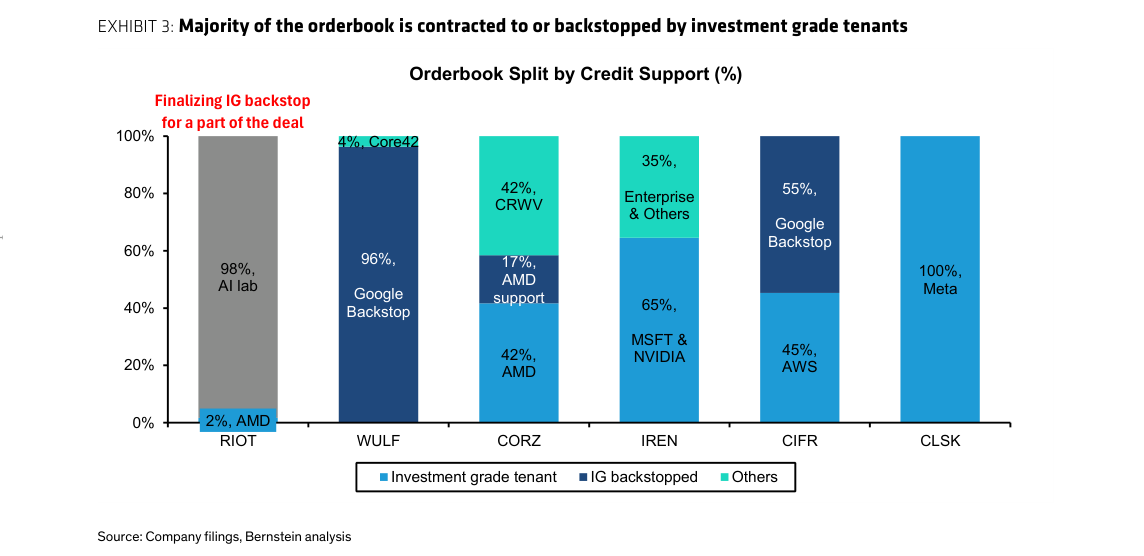 EXHIBIT 3: Majority of the orderbook is contracted to or backstopped by investment grade tenants
Orderbook Split by Credit Support (%)
Finalizing IG backstop
for a part of the deal
100%
80%
60%
40%
20%
0%
98%,
AI lab
2%, AMD
4%, Core42
96%,
Google
Backstop
42%,
CRWV
17%,
AMD
support
42%,
AMD
35%,
Enterprise
& Others
65%,
MSFT &
NVIDIA
55%,
Google
Backstop
45%,
AWS
100%,
Meta
RIOT
WULF
CORZ
IREN
CIFR
CLSK
Investment grade tenant
IG backstopped
Others
Source: Company filings, Bernstein analysis